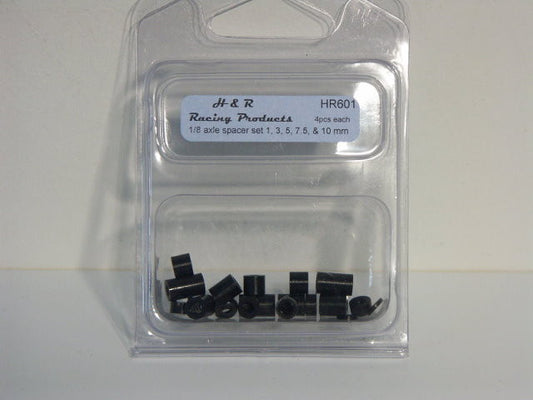 H & R HR601
Racing Products 4pcs each
1/8 axle spacer set 1, 3, 5, 7.5, & 10 mm